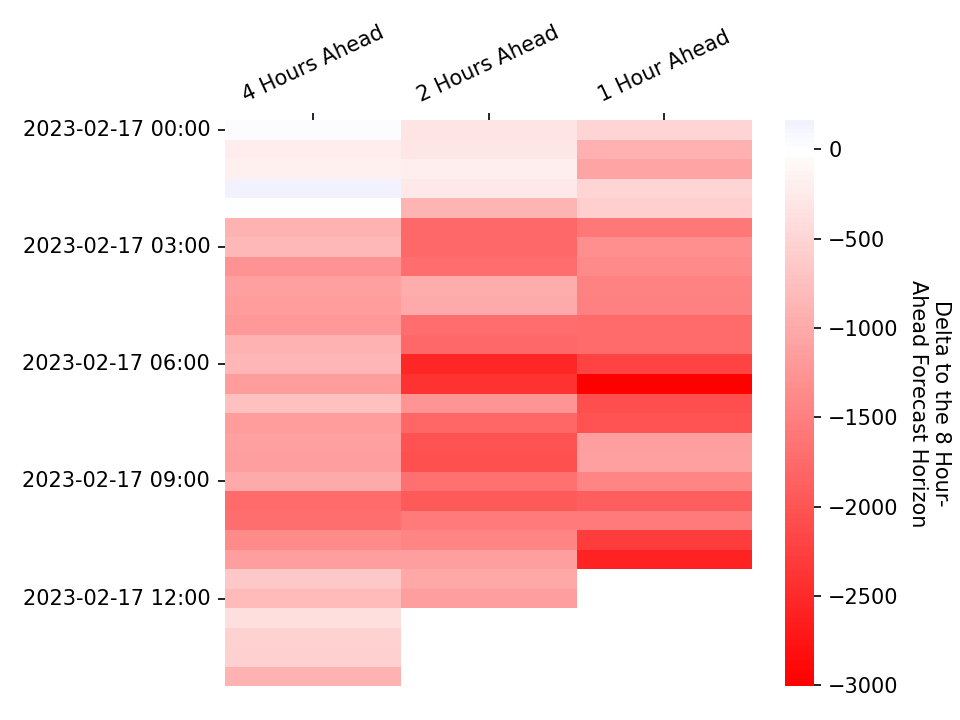 4 Hours Ahead
2 Hours Ahead
1 Hour Ahead
2023-02-17 00:00
2023-02-17 03:00
2023-02-17 06:00
2023-02-17 09:00
2023-02-17 12:00
0
−500
−1000
−1500
−2000
−2500
−3000
Delta to the 8 Hour-
Ahead Forecast Horizon